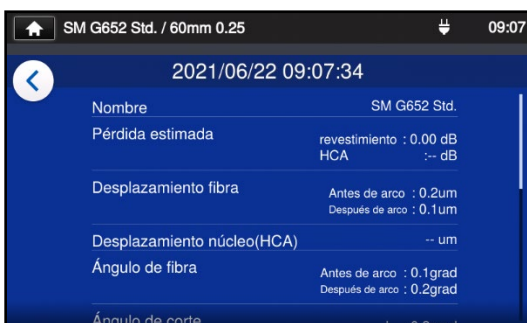 SM G652 Std. / 60mm 0.25 09:07
2021/06/22 09:07:34
Nombre SM G652 Std.
Pérdida estimada revestimiento : 0.00 dB
HCA :-- dB
Desplazamiento fibra Antes de arco : 0.2um
Después de arco : 0.1um
Desplazamiento núcleo(HCA) -- um
Ángulo de fibra Antes de arco : 0.1grad
Después de arco : 0.2grad
Ángulo de corte